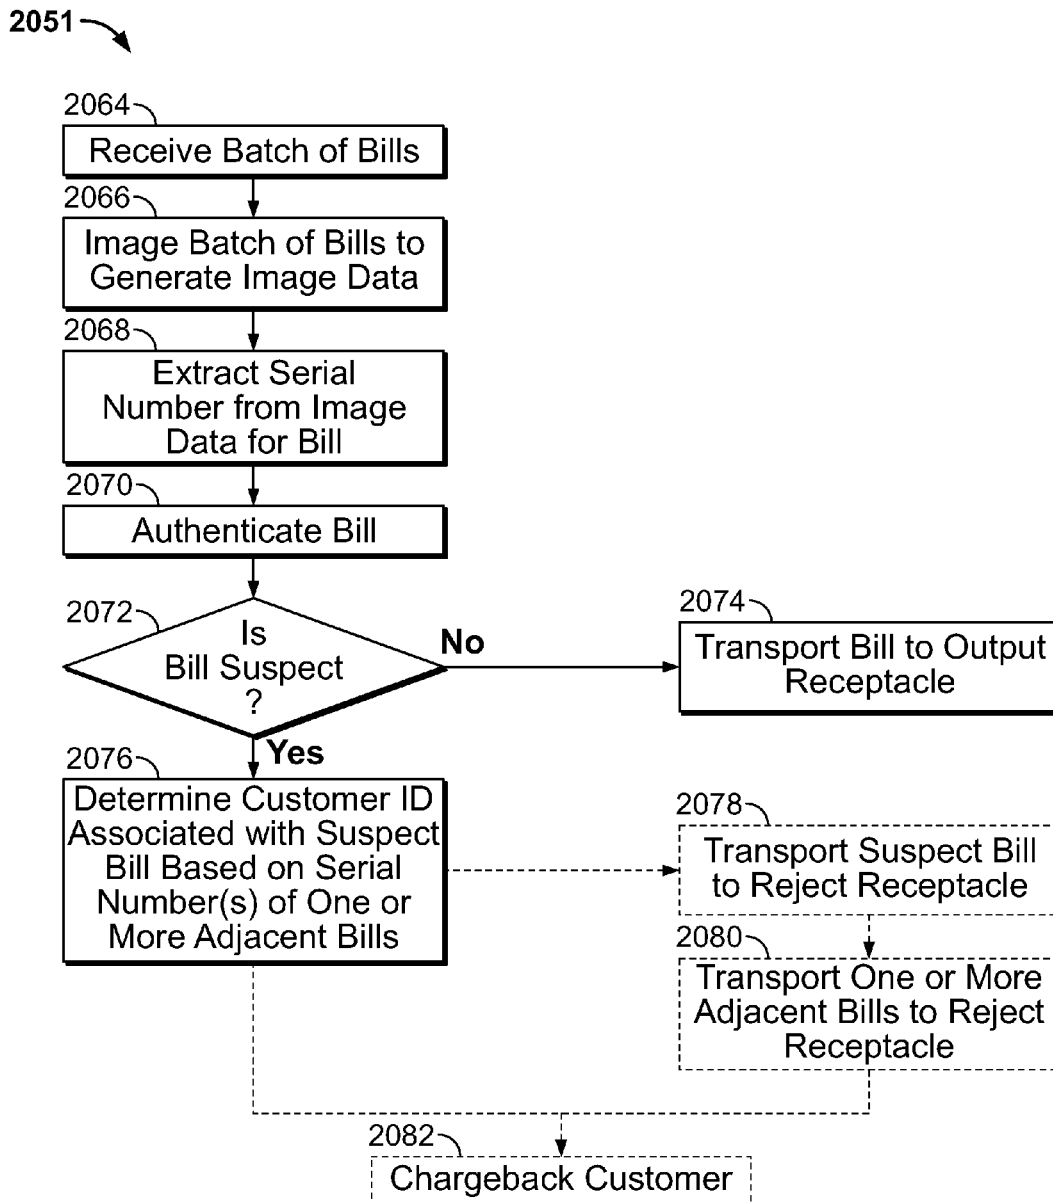 2051
2064
Receive Batch of Bills
2066
Image Batch of Bills to
Generate Image Data
2068
Extract Serial
Number from Image
Data for Bill
2070
Authenticate Bill
2072
Is
Bill Suspect
?
No
2074
Transport Bill to Output
Receptacle
Yes
2076
Determine Customer ID
Associated with Suspect
Bill Based on Serial
Number(s) of One or
More Adjacent Bills
2078
Transport Suspect Bill
to Reject Receptacle
2080
Transport One or More
Adjacent Bills to Reject
Receptacle
2082
Chargeback Customer